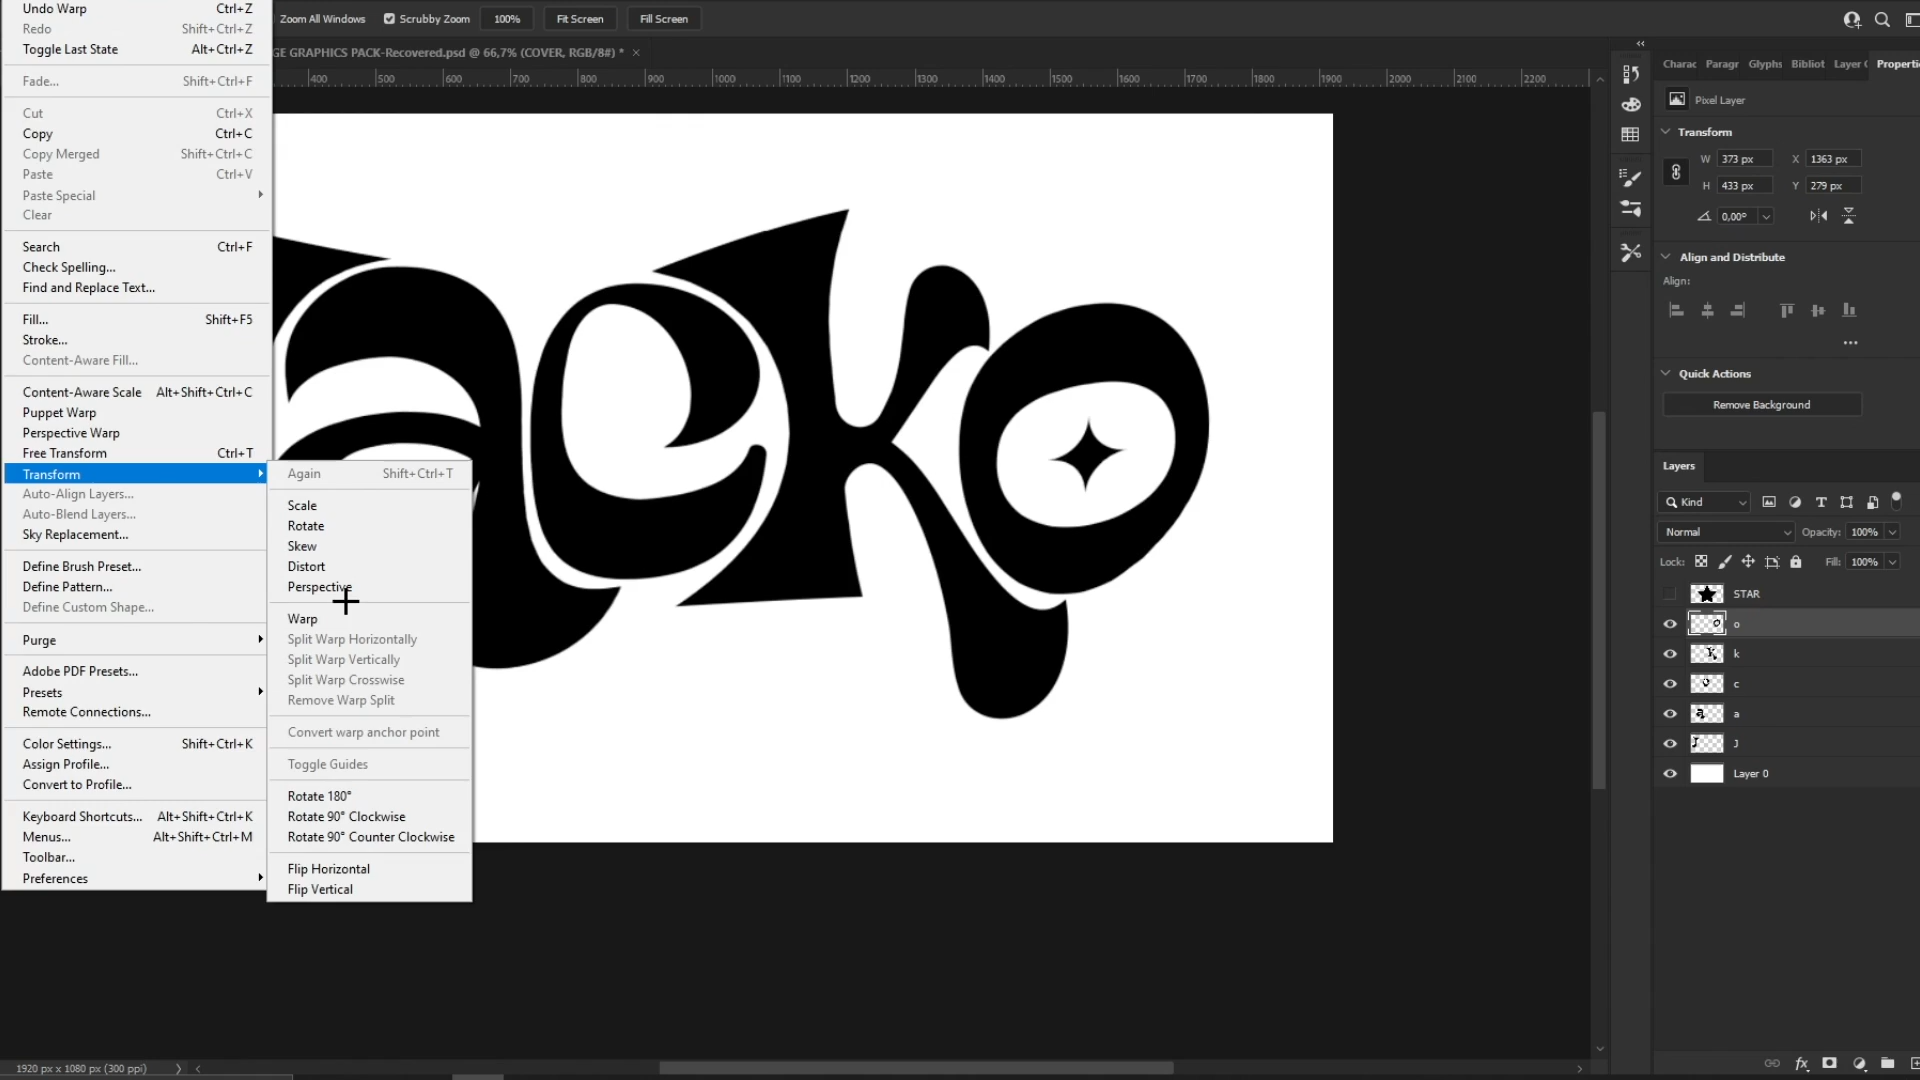 Undo Warp Ctrl+Z
Redo Shift+Ctrl+Z
Toggle Last State Alt+Ctrl+Z
Fade... Shift+Ctrl+F
Cut Ctrl+X
Copy Ctrl+C
Copy Merged Shift+Ctrl+C
Paste Ctrl+V
Paste Special
Clear
Search Ctrl+F
Check Spelling...
Find and Replace Text...
Fill... Shift+F5
Stroke...
Content-Aware Fill...
Content-Aware Scale Alt+Shift+Ctrl+C
Puppet Warp
Perspective Warp
Free Transform Ctrl+T
Transform
Auto-Align Layers...
Auto-Blend Layers...
Sky Replacement...
Define Brush Preset...
Define Pattern...
Define Custom Shape...
Purge
Adobe PDF Presets...
Presets
Remote Connections...
Color Settings... Shift+Ctrl+K
Assign Profile...
Convert to Profile...
Keyboard Shortcuts... Alt+Shift+Ctrl+K
Menus... Alt+Shift+Ctrl+M
Toolbar...
Preferences
Again Shift+Ctrl+T
Scale
Rotate
Skew
Distort
Perspective
Warp
Split Warp Horizontally
Split Warp Vertically
Split Warp Crosswise
Remove Warp Split
Convert warp anchor point
Toggle Guides
Rotate 180°
Rotate 90° Clockwise
Rotate 90° Counter Clockwise
Flip Horizontal
Flip Vertical
Zoom All Windows Scrubby Zoom 100% Fit Screen Fill Screen
GE GRAPHICS PACK-Recovered.psd @ 66,7% (COVER, RGB/8#) * ×
400 500 600 700 800 900 1000 1100 1200 1300 1400 1500 1600 1700 1800 1900 2000 2100 2200
acko
Charac Paragr Glyphs Bibliot Layer C Properti
Pixel Layer
Transform
W 373 px X 1363 px
H 433 px Y 279 px
0,00°
Align and Distribute
Align:
Quick Actions
Remove Background
Layers
Kind
Normal Opacity: 100%
Lock: Fill: 100%
STAR
o
k
c
a
J
Layer 0
fx
1920 px x 1080 px (300 ppi)